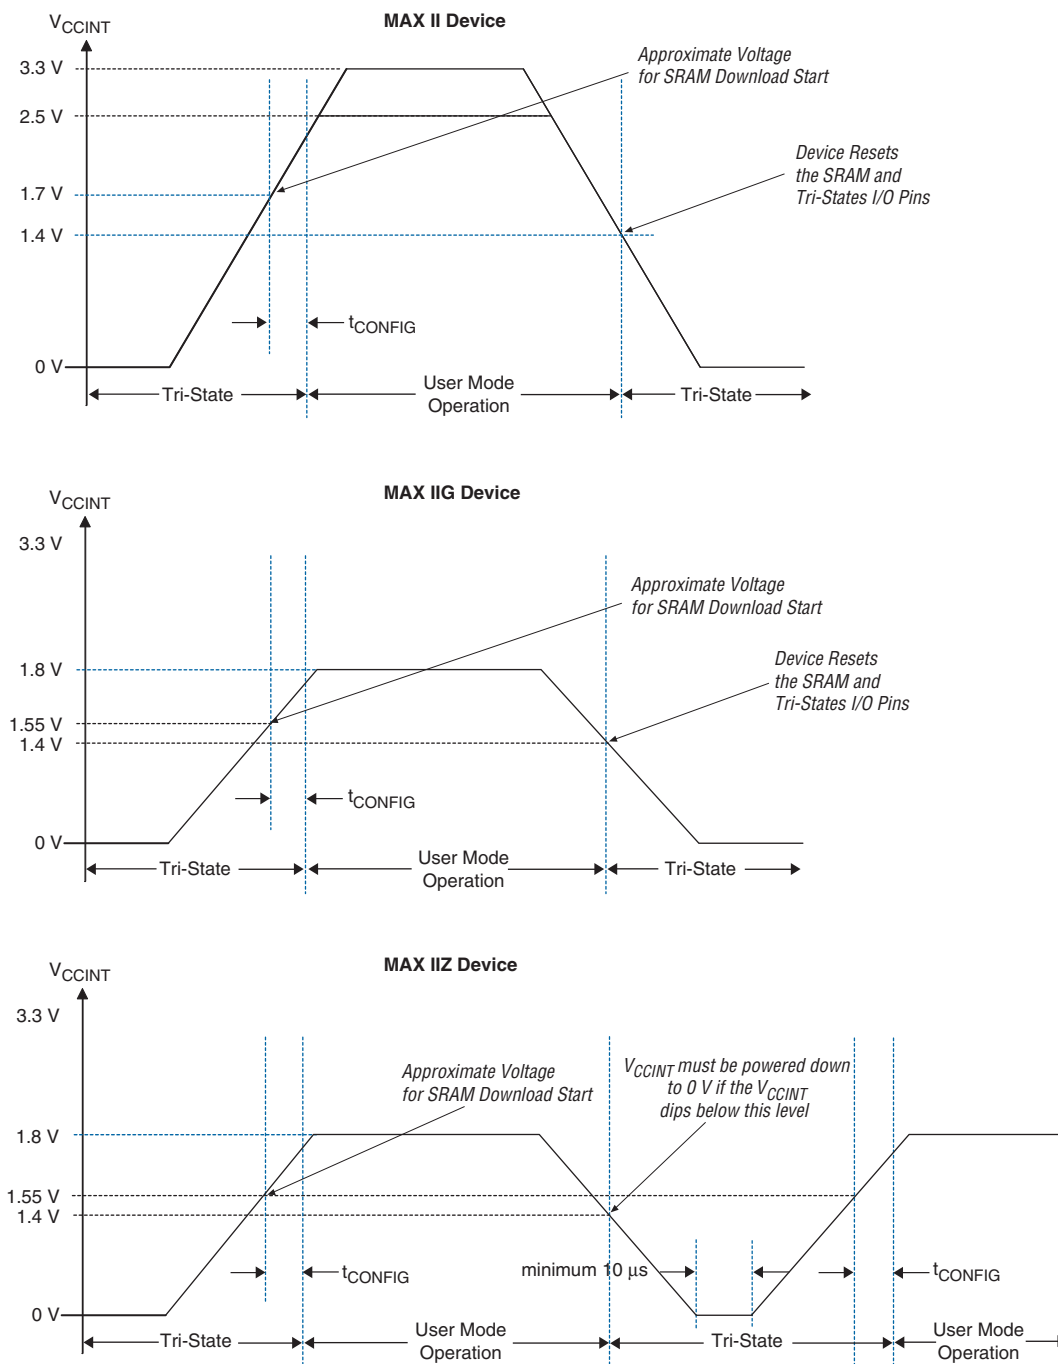 MAX II Device
VCCINT
3.3 V
2.5 V
1.7 V
1.4 V
0 V
Approximate Voltage
for SRAM Download Start
Device Resets
the SRAM and
Tri-States I/O Pins
tCONFIG
Tri-State
User Mode
Operation
Tri-State
MAX IIG Device
VCCINT
3.3 V
1.8 V
1.55 V
1.4 V
0 V
Approximate Voltage
for SRAM Download Start
Device Resets
the SRAM and
Tri-States I/O Pins
tCONFIG
Tri-State
User Mode
Operation
Tri-State
MAX IIZ Device
VCCINT
3.3 V
1.8 V
1.55 V
1.4 V
0 V
Approximate Voltage
for SRAM Download Start
VCCINT must be powered down
to 0 V if the VCCINT
dips below this level
tCONFIG
minimum 10 µs
tCONFIG
Tri-State
User Mode
Operation
Tri-State
User Mode
Operation